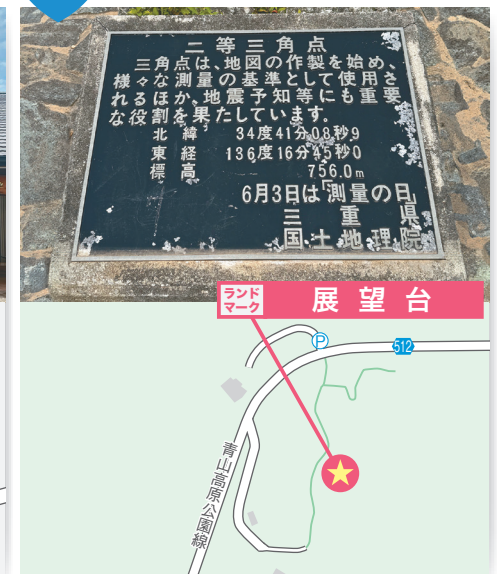 二等三角点
三角点は、地図の作製を始め、
様々な測量の基準として使用さ
れるほか、地震予知等にも重要
な役割を果たしています。
北緯 34度41分08秒9
東経 136度16分45秒0
標高 756.0m
6月3日は「測量の日」
三重県
国土地理院
ランド
マーク
展望台
P
512
青山高原公園線